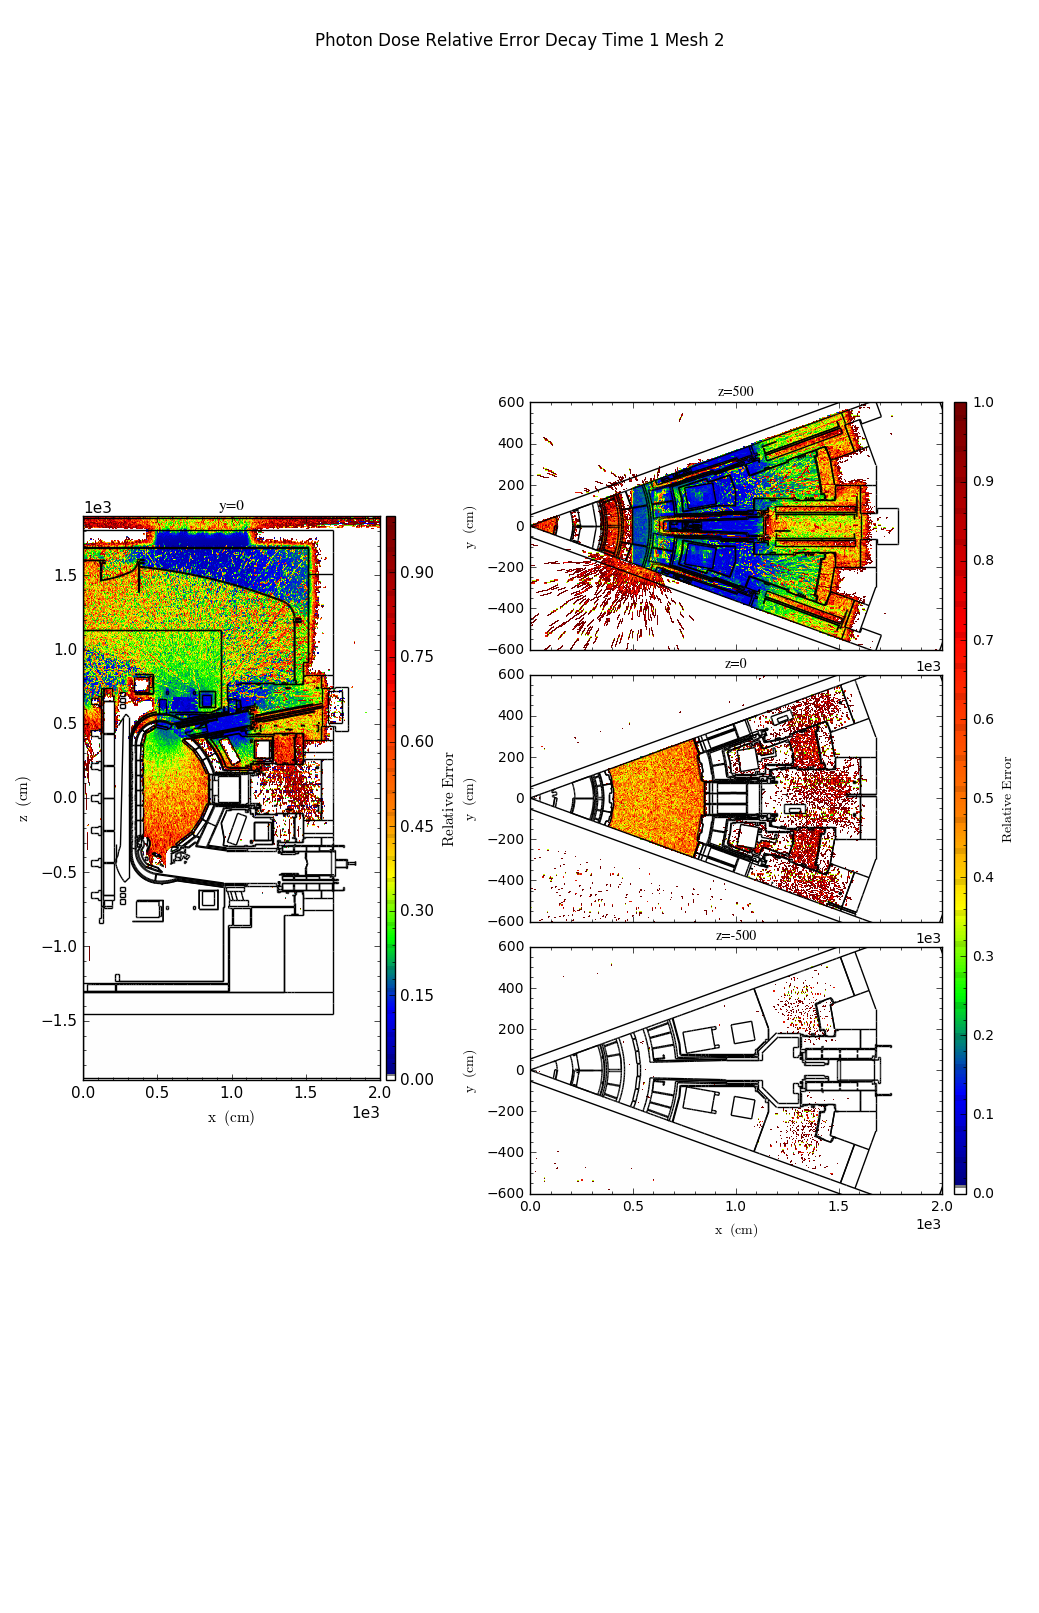 Photon Dose Relative Error Decay Time 1 Mesh 2
y=0
1e3
1.5
1.0
0.5
0.0
−0.5
−1.0
−1.5
z (cm)
0.0 0.5 1.0 1.5 2.0
1e3
x (cm)
0.90
0.75
0.60
0.45
0.30
0.15
0.00
Relative Error
z=500
600
400
200
0
−200
−400
−600
y (cm)
1e3
z=0
600
400
200
0
−200
−400
−600
y (cm)
1e3
z=-500
600
400
200
0
−200
−400
−600
y (cm)
0.0 0.5 1.0 1.5 2.0
1e3
x (cm)
1.0
0.9
0.8
0.7
0.6
0.5
0.4
0.3
0.2
0.1
0.0
Relative Error